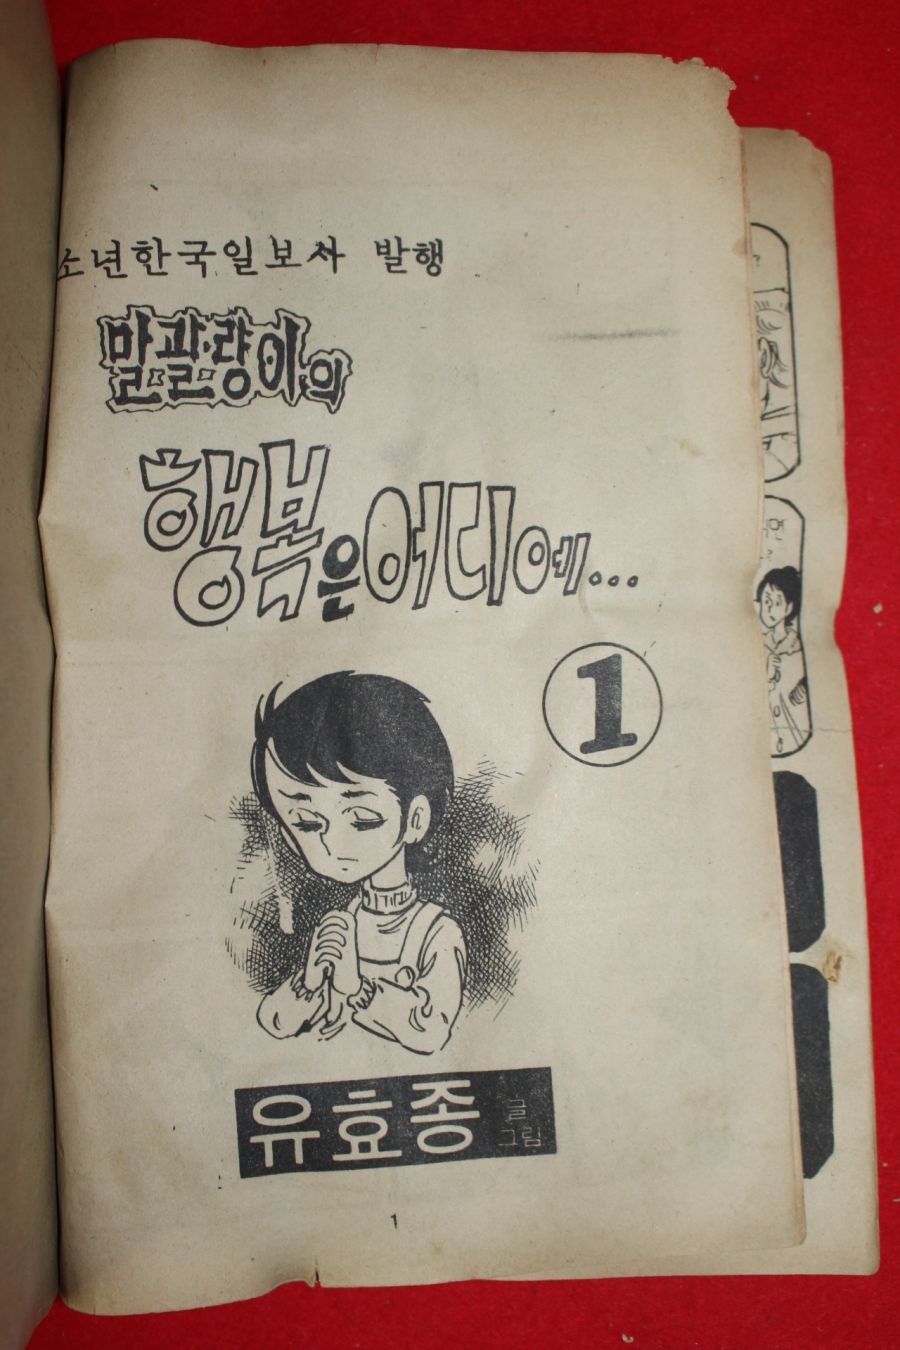 소년한국일보사 발행
말괄량이의
행복은 어디에...
1
유효종 글 그림
1